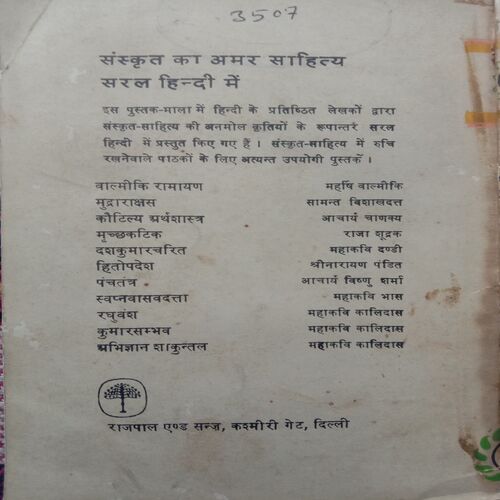 3507
संस्कृत का अमर साहित्य
सरल हिन्दी में
इस पुस्तक-माला में हिन्दी के प्रतिष्ठित लेखकों द्वारा
संस्कृत-साहित्य की अनमोल कृतियों के रूपान्तर सरल
हिन्दी में प्रस्तुत किए गए हैं । संस्कृत-साहित्य में रुचि
रखनेवाले पाठकों के लिए अत्यन्त उपयोगी पुस्तकें ।
वाल्मीकि रामायण महर्षि वाल्मीकि
मुद्राराक्षस सामन्त विशाखदत्त
कौटिल्य अर्थशास्त्र आचार्य चाणक्य
मृच्छकटिक राजा शूद्रक
दशकुमारचरित महाकवि दण्डी
हितोपदेश श्रीनारायण पंडित
पंचतंत्र आचार्य विष्णु शर्मा
स्वप्नवासवदत्ता महाकवि भास
रघुवंश महाकवि कालिदास
कुमारसम्भव महाकवि कालिदास
अभिज्ञान शाकुन्तल महाकवि कालिदास
राजपाल एण्ड सन्ज़, कश्मीरी गेट, दिल्ली